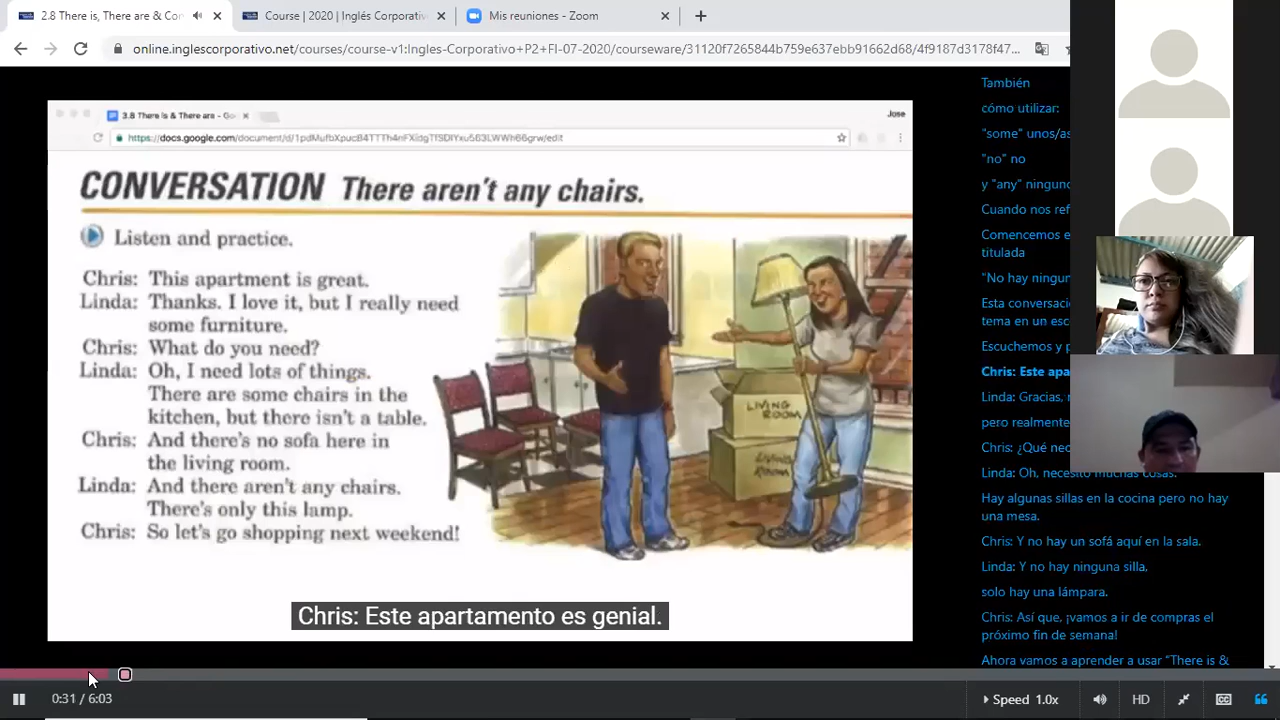 2.8 There is, There are & Con
Course | 2020 | Inglés Corporativ
Mis reuniones - Zoom
online.inglescorporativo.net/courses/course-v1:Ingles-Corporativo+P2+FI-07-2020/courseware/31120f7265844b759e637ebb91662d68/4f9187d3178f47...
3.8 There is & There are - Go
Jose
CONVERSATION There aren't any chairs.
Listen and practice.
Chris: This apartment is great.
Linda: Thanks. I love it, but I really need
some furniture.
Chris: What do you need?
Linda: Oh, I need lots of things.
There are some chairs in the
kitchen, but there isn't a table.
Chris: And there's no sofa here in
the living room.
Linda: And there aren't any chairs.
There's only this lamp.
Chris: So let's go shopping next weekend!
LIVING
ROOM
LIVING
ROOM
Chris: Este apartamento es genial.
También
cómo utilizar:
"some" unos/as
"no" no
y "any" ninguno
Cuando nos ref
Comencemos e
titulada
"No hay ningun
Esta conversació
tema en un esc
Escuchemos y p
Chris: Este apa
Linda: Gracias, 
pero realmente
Chris: ¿Qué nec
Linda: Oh, necesito muchas cosas.
Hay algunas sillas en la cocina pero no hay
una mesa.
Chris: Y no hay un sofá aquí en la sala.
Linda: Y no hay ninguna silla,
solo hay una lámpara.
Chris: Así que, ¡vamos a ir de compras el
próximo fin de semana!
Ahora vamos a aprender a usar "There is &
0:31 / 6:03
Speed 1.0x
HD